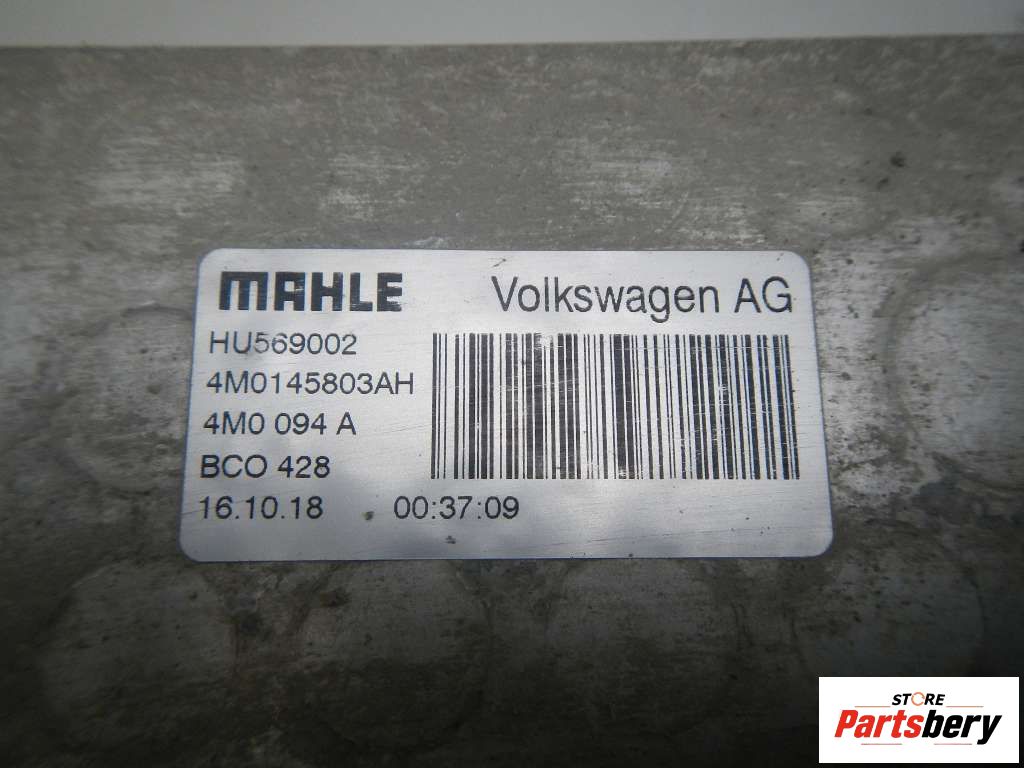 MAHLE Volkswagen AG
HU569002
4M0145803AH
4M0 094 A
BCO 428
16.10.18 00:37:09
STORE
Partsbery